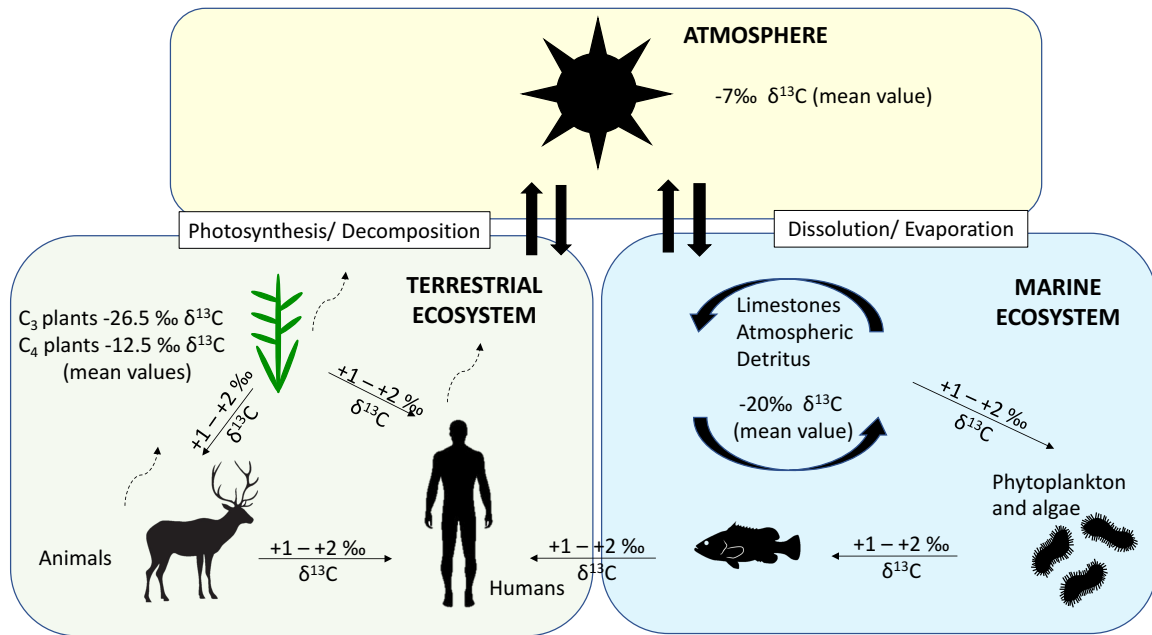 ATMOSPHERE
-7‰ δ¹³C (mean value)
Photosynthesis/ Decomposition
Dissolution/ Evaporation
TERRESTRIAL
ECOSYSTEM
C₃ plants -26.5 ‰ δ¹³C
C₄ plants -12.5 ‰ δ¹³C
(mean values)
+1 – +2 ‰
δ¹³C
+1 – +2 ‰
δ¹³C
Animals
+1 – +2 ‰
δ¹³C
Humans
MARINE
ECOSYSTEM
Limestones
Atmospheric
Detritus
-20‰ δ¹³C
(mean value)
+1 – +2 ‰
δ¹³C
Phytoplankton
and algae
+1 – +2 ‰
δ¹³C
+1 – +2 ‰
δ¹³C